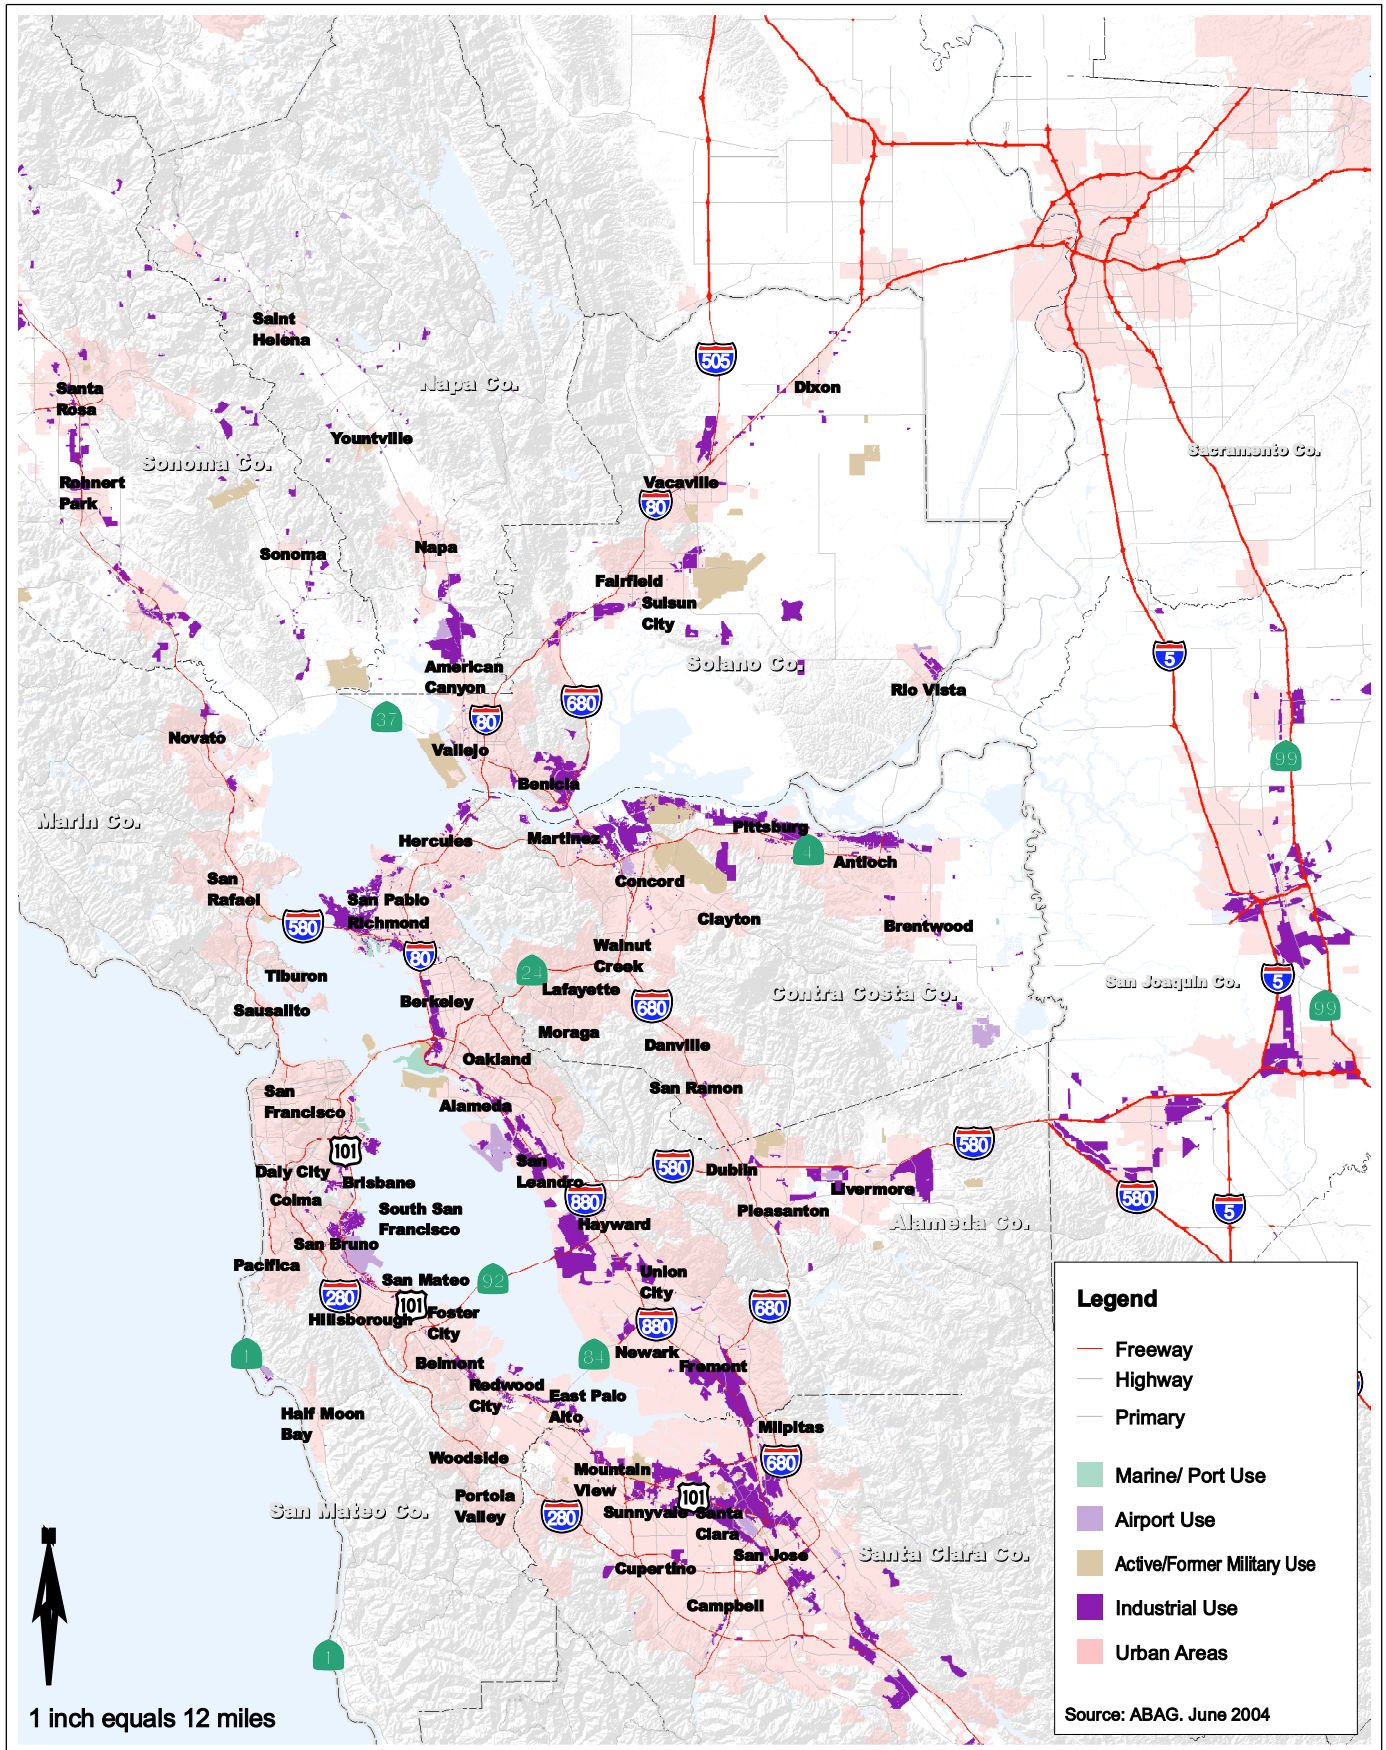 Saint
Helena
505
Napa Co.
Dixon
Santa
Rosa
Yountville
Sacramento Co.
Sonoma Co.
Rohnert
Park
Vacaville
80
Napa
Sonoma
Fairfield
Suisun
City
5
American
Canyon
Solano Co.
Rio Vista
680
37
80
Novato
Vallejo
99
Benicia
Marin Co.
Hercules
Martinez
Pittsburg
4
Antioch
San
Rafael
Concord
San Pablo
Richmond
580
Clayton
Brentwood
80
Walnut
Creek
24
Lafayette
Tiburon
5
San Joaquin Co.
Contra Costa Co.
Berkeley
680
99
Sausalito
Moraga
Danville
Oakland
San Ramon
San
Francisco
Alameda
101
580
580
San
Leandro
Dublin
Daly City
Brisbane
Livermore
Colma
880
580
5
South San
Francisco
Hayward
Pleasanton
Alameda Co.
San Bruno
Pacifica
San Mateo
92
Union
City
280
101
Foster
City
Hillsborough
680
880
1
84
Newark
Belmont
Fremont
Redwood
City
East Palo
Alto
Half Moon
Bay
Milpitas
Woodside
Mountain
View
680
San Mateo Co.
Portola
Valley
101
280
Sunnyvale
Santa
Clara
San Jose
Santa Clara Co.
Cupertino
Campbell
1
1 inch equals 12 miles
Legend
Freeway
Highway
Primary
Marine/ Port Use
Airport Use
Active/Former Military Use
Industrial Use
Urban Areas
Source: ABAG. June 2004